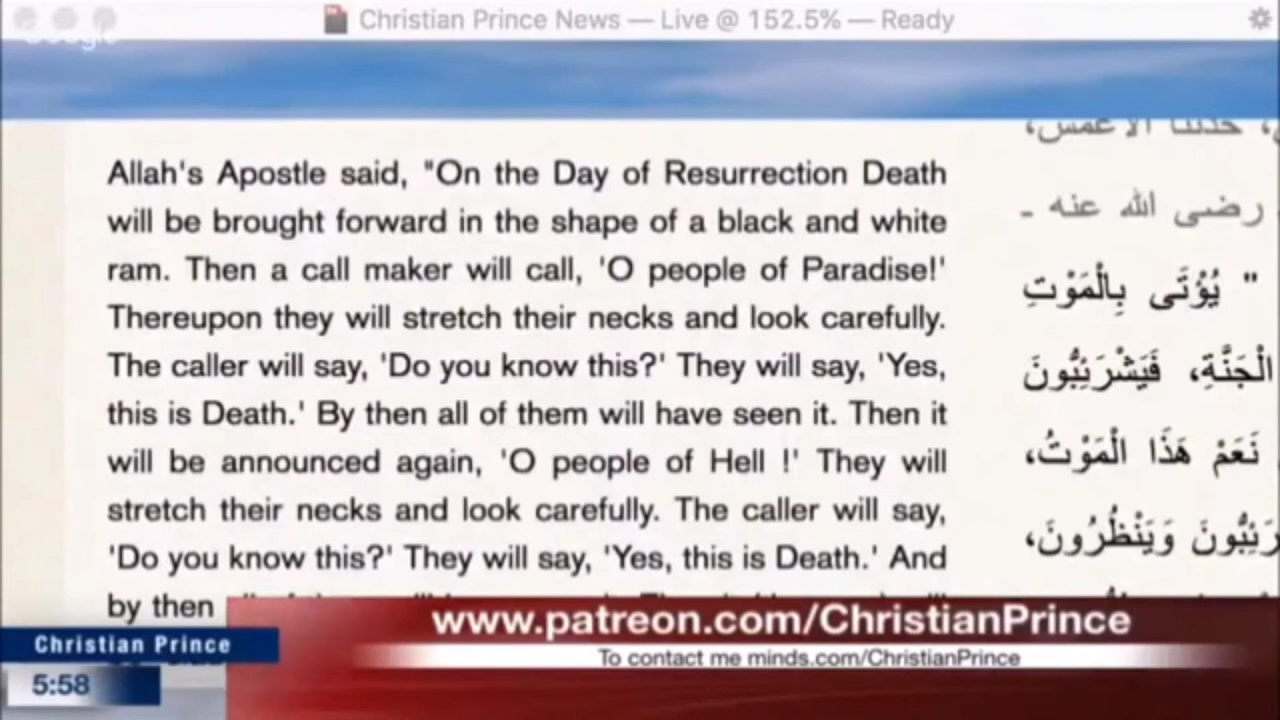 Christian Prince News — Live @ 152.5% — Ready
Google
Allah's Apostle said, "On the Day of Resurrection Death
will be brought forward in the shape of a black and white
ram. Then a call maker will call, 'O people of Paradise!'
Thereupon they will stretch their necks and look carefully.
The caller will say, 'Do you know this?' They will say, 'Yes,
this is Death.' By then all of them will have seen it. Then it
will be announced again, 'O people of Hell !' They will
stretch their necks and look carefully. The caller will say,
'Do you know this?' They will say, 'Yes, this is Death.' And
by then
حدثنا الأعمش،
رضى الله عنه ـ
" يُؤْتَى بِالْمَوْتِ
الْجَنَّةِ، فَيَشْرَئِبُّونَ
نَعَمْ هَذَا الْمَوْتُ،
وَيَنْظُرُونَ،
www.patreon.com/ChristianPrince
To contact me minds.com/ChristianPrince
Christian Prince
5:58